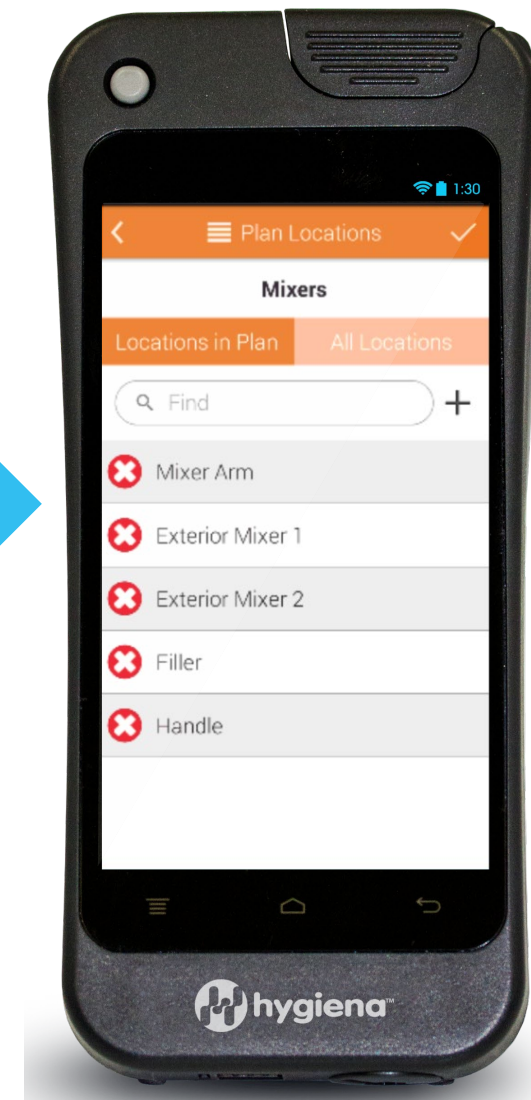 1:30
Plan Locations
Mixers
Locations in Plan All Locations
Find
Mixer Arm
Exterior Mixer 1
Exterior Mixer 2
Filler
Handle
hygiena™